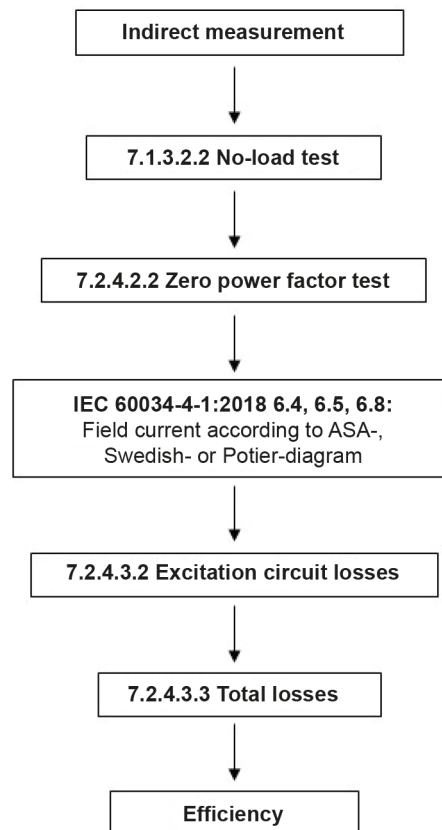 Indirect measurement
7.1.3.2.2 No-load test
7.2.4.2.2 Zero power factor test
IEC 60034-4-1:2018 6.4, 6.5, 6.8:
Field current according to ASA-,
Swedish- or Potier-diagram
7.2.4.3.2 Excitation circuit losses
7.2.4.3.3 Total losses
Efficiency